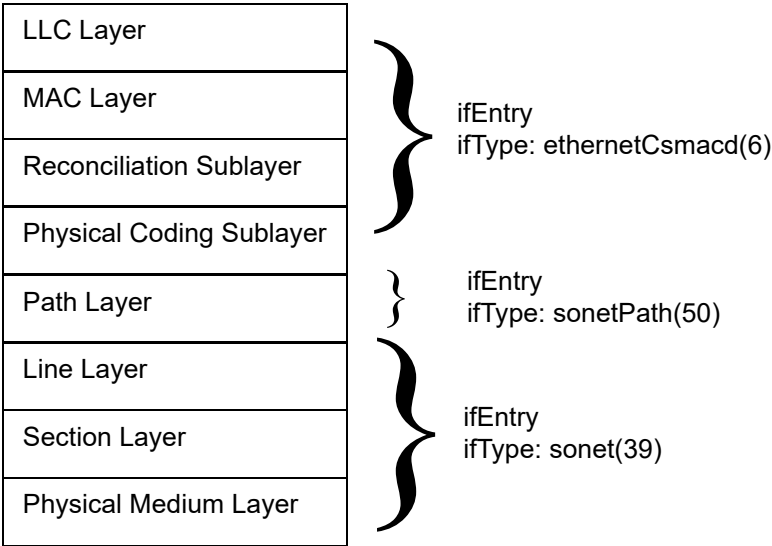 LLC Layer
MAC Layer
Reconciliation Sublayer
Physical Coding Sublayer
Path Layer
Line Layer
Section Layer
Physical Medium Layer
ifEntry
ifType: ethernetCsmacd(6)
ifEntry
ifType: sonetPath(50)
ifEntry
ifType: sonet(39)